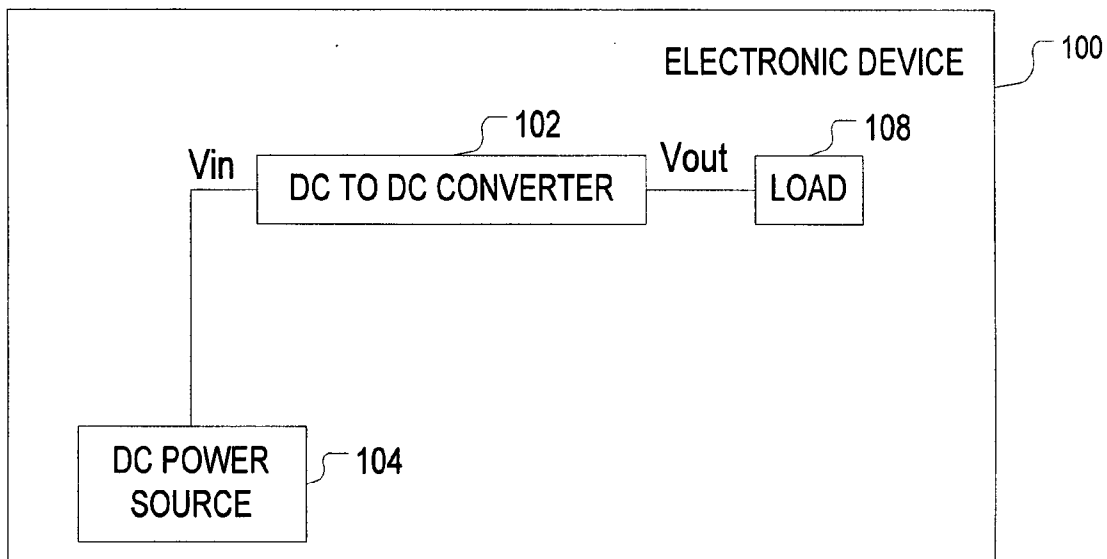 ELECTRONIC DEVICE
100
102
108
Vin
Vout
DC TO DC CONVERTER
LOAD
DC POWER
SOURCE
104